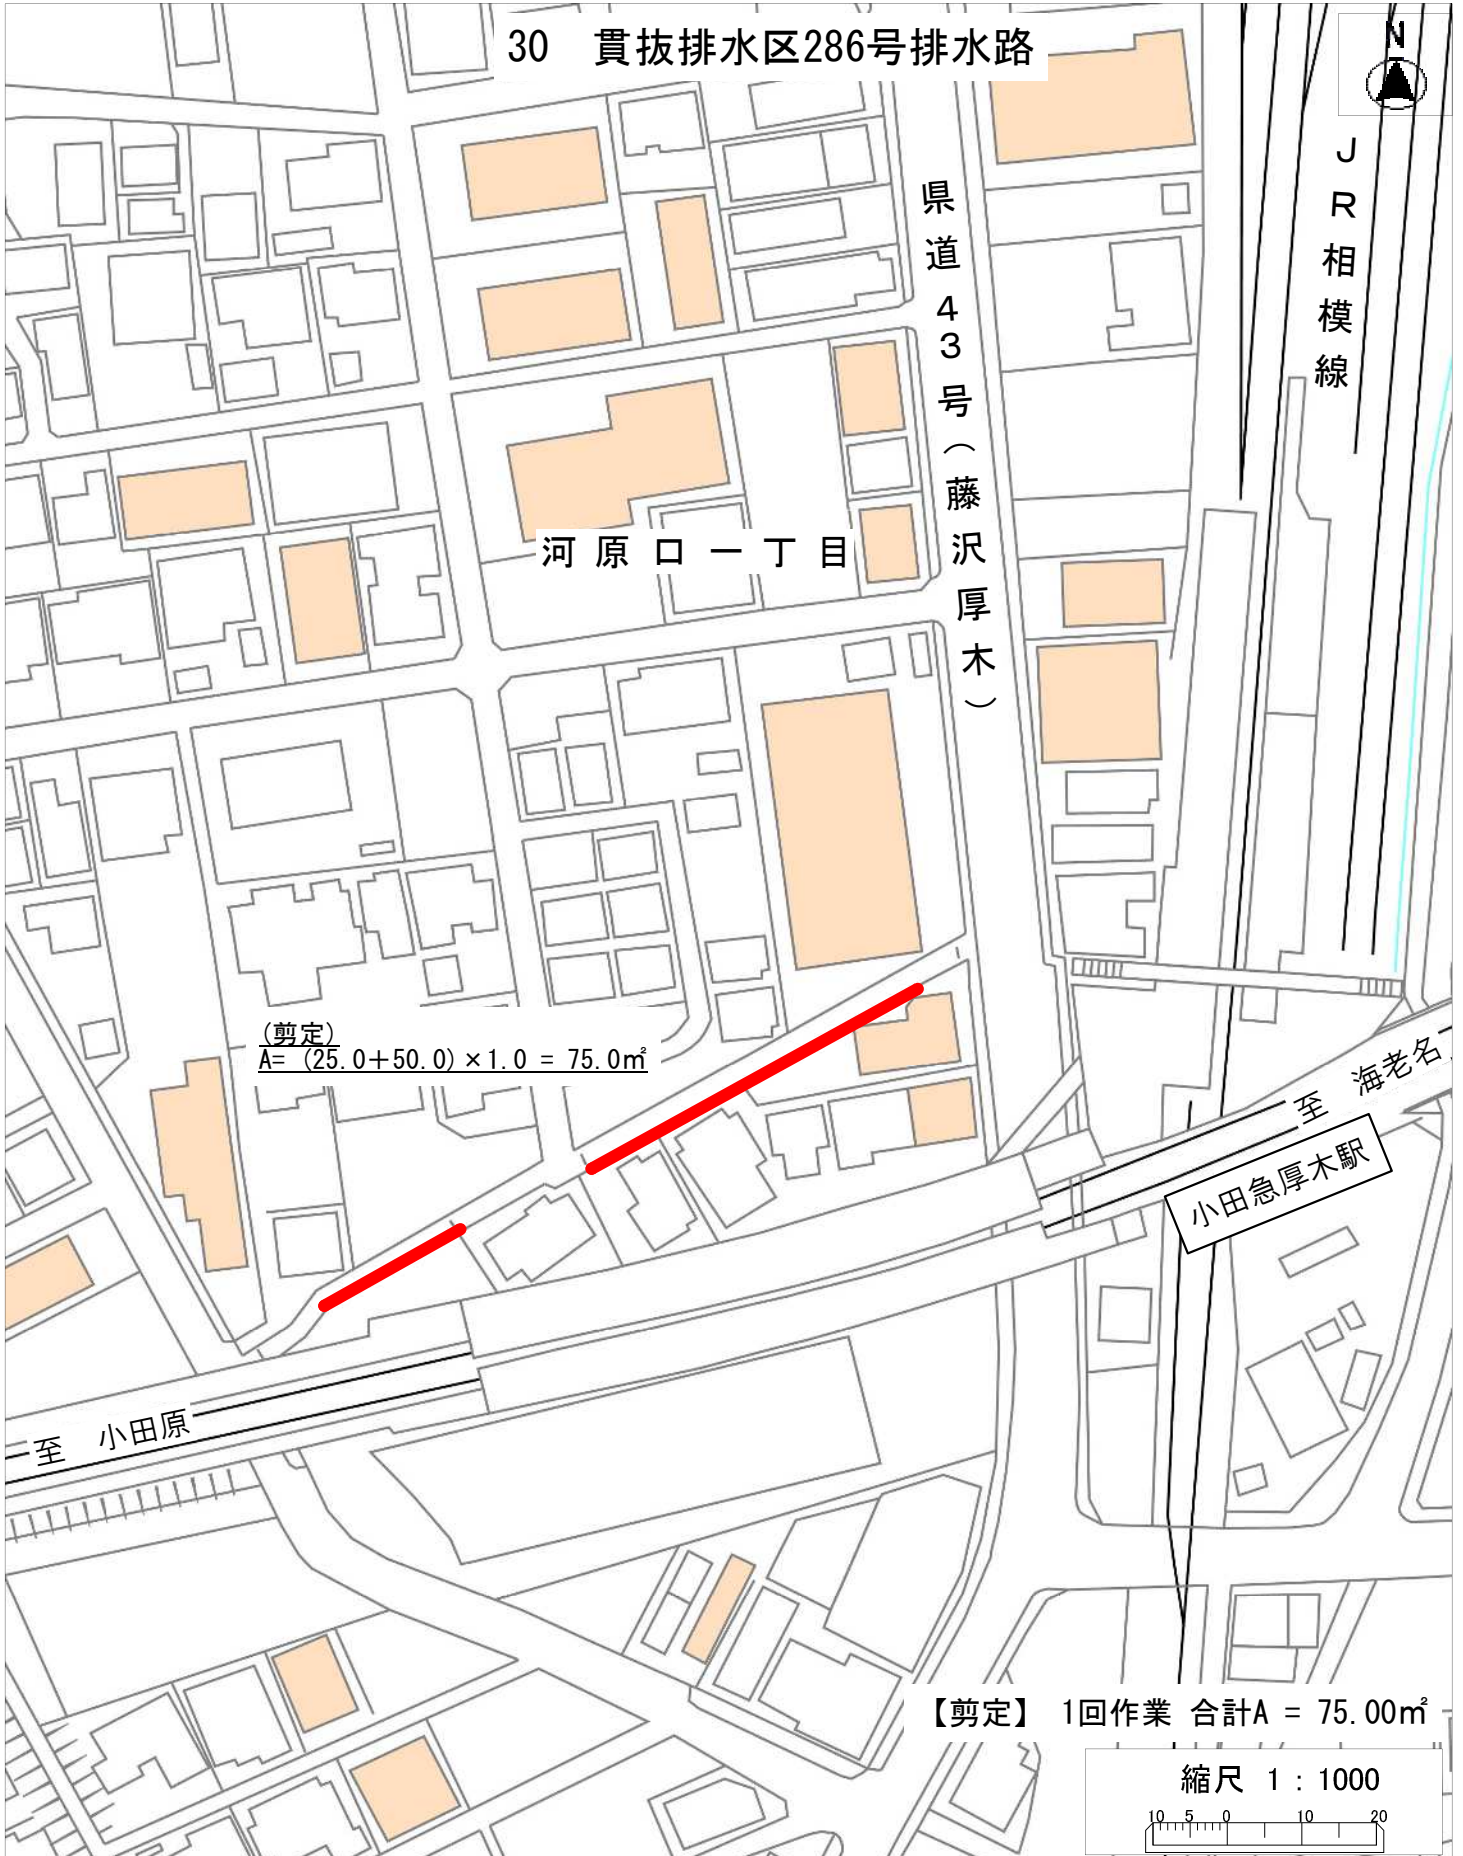 30　貫抜排水区286号排水路
N
JR相模線
県道43号（藤沢厚木）
河原口一丁目
(剪定)
A= (25.0＋50.0)×1.0 = 75.0㎡
至　海老名
小田急厚木駅
至　小田原
【剪定】　1回作業 合計A = 75.00㎡
縮尺 1：1000
10 5 0 10 20